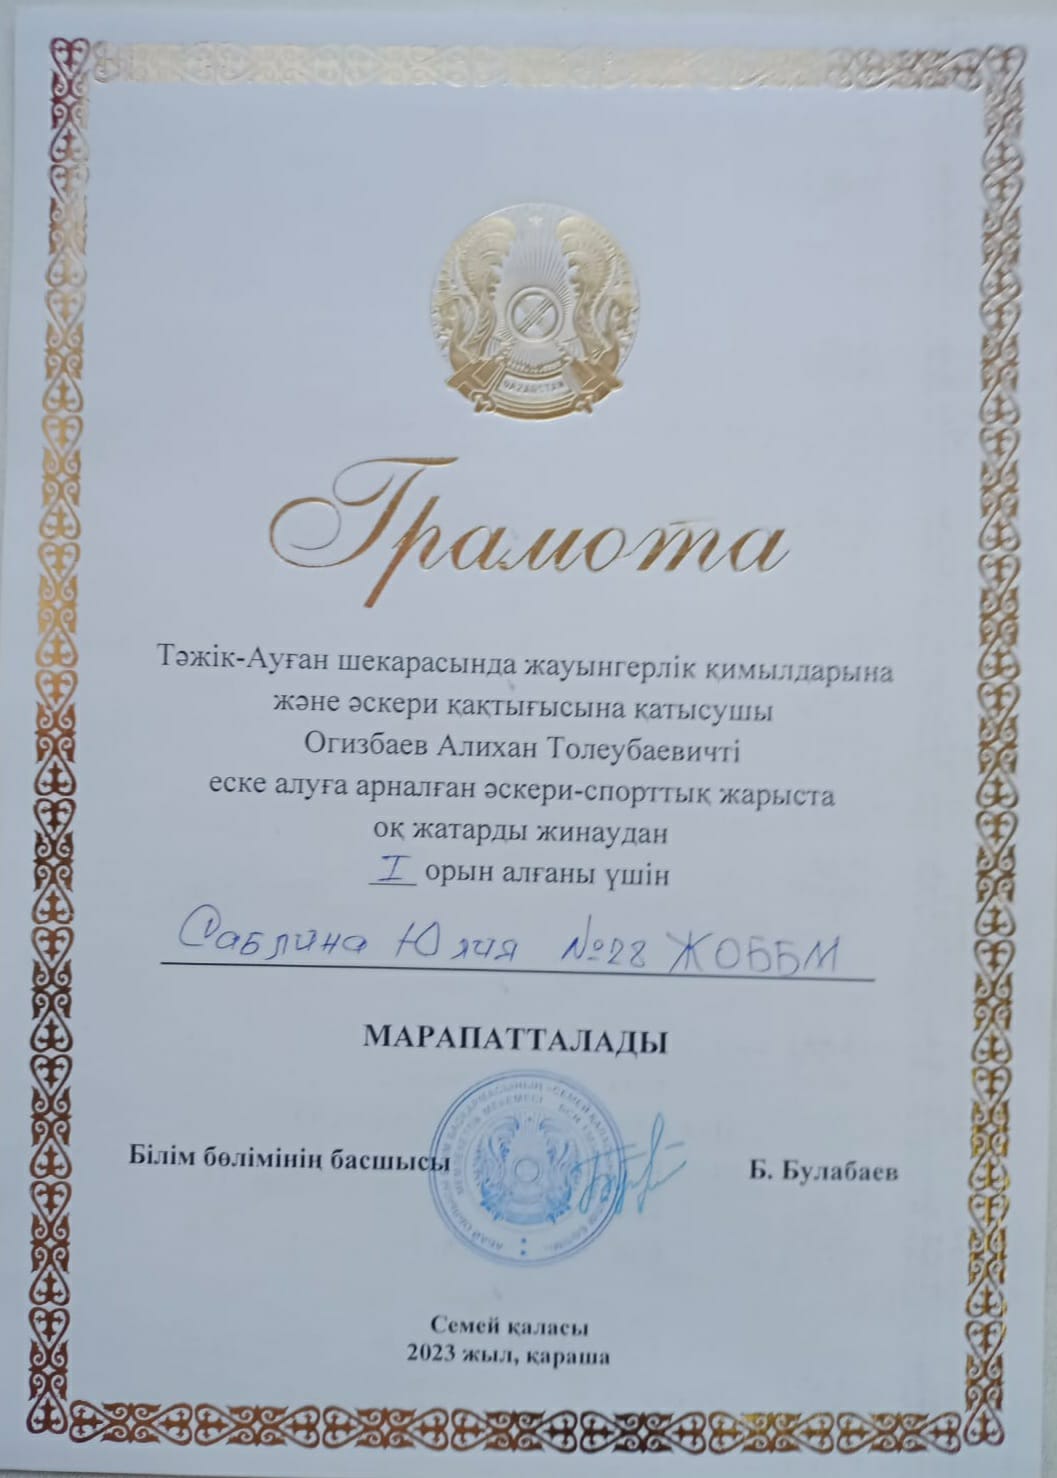 QAZAQSTAN
Грамота
Тәжік-Ауған шекарасында жауынгерлік қимылдарына
және әскери қақтығысына қатысушы
Огизбаев Алихан Толеубаевичті
еске алуға арналған әскери-спорттық жарыста
оқ жатарды жинаудан
I орын алғаны үшін
Саблина Юлия №28 ЖОББМ
МАРАПАТТАЛАДЫ
Білім бөлімінің басшысы
Б. Булабаев
Семей қаласы
2023 жыл, қараша